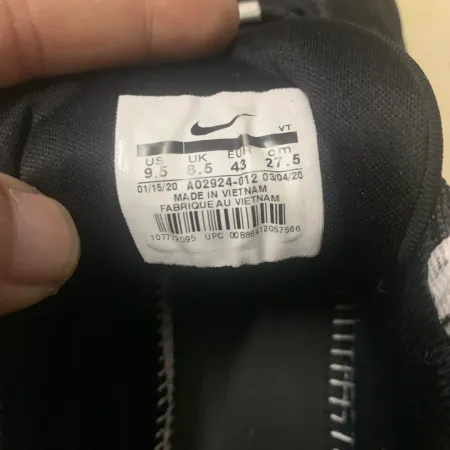 VT
US UK EUR cm
9.5 8.5 43 27.5
01/15/20 AO2924-012 03/04/20
MADE IN VIETNAM
FABRIQUE AU VIETNAM
UPC